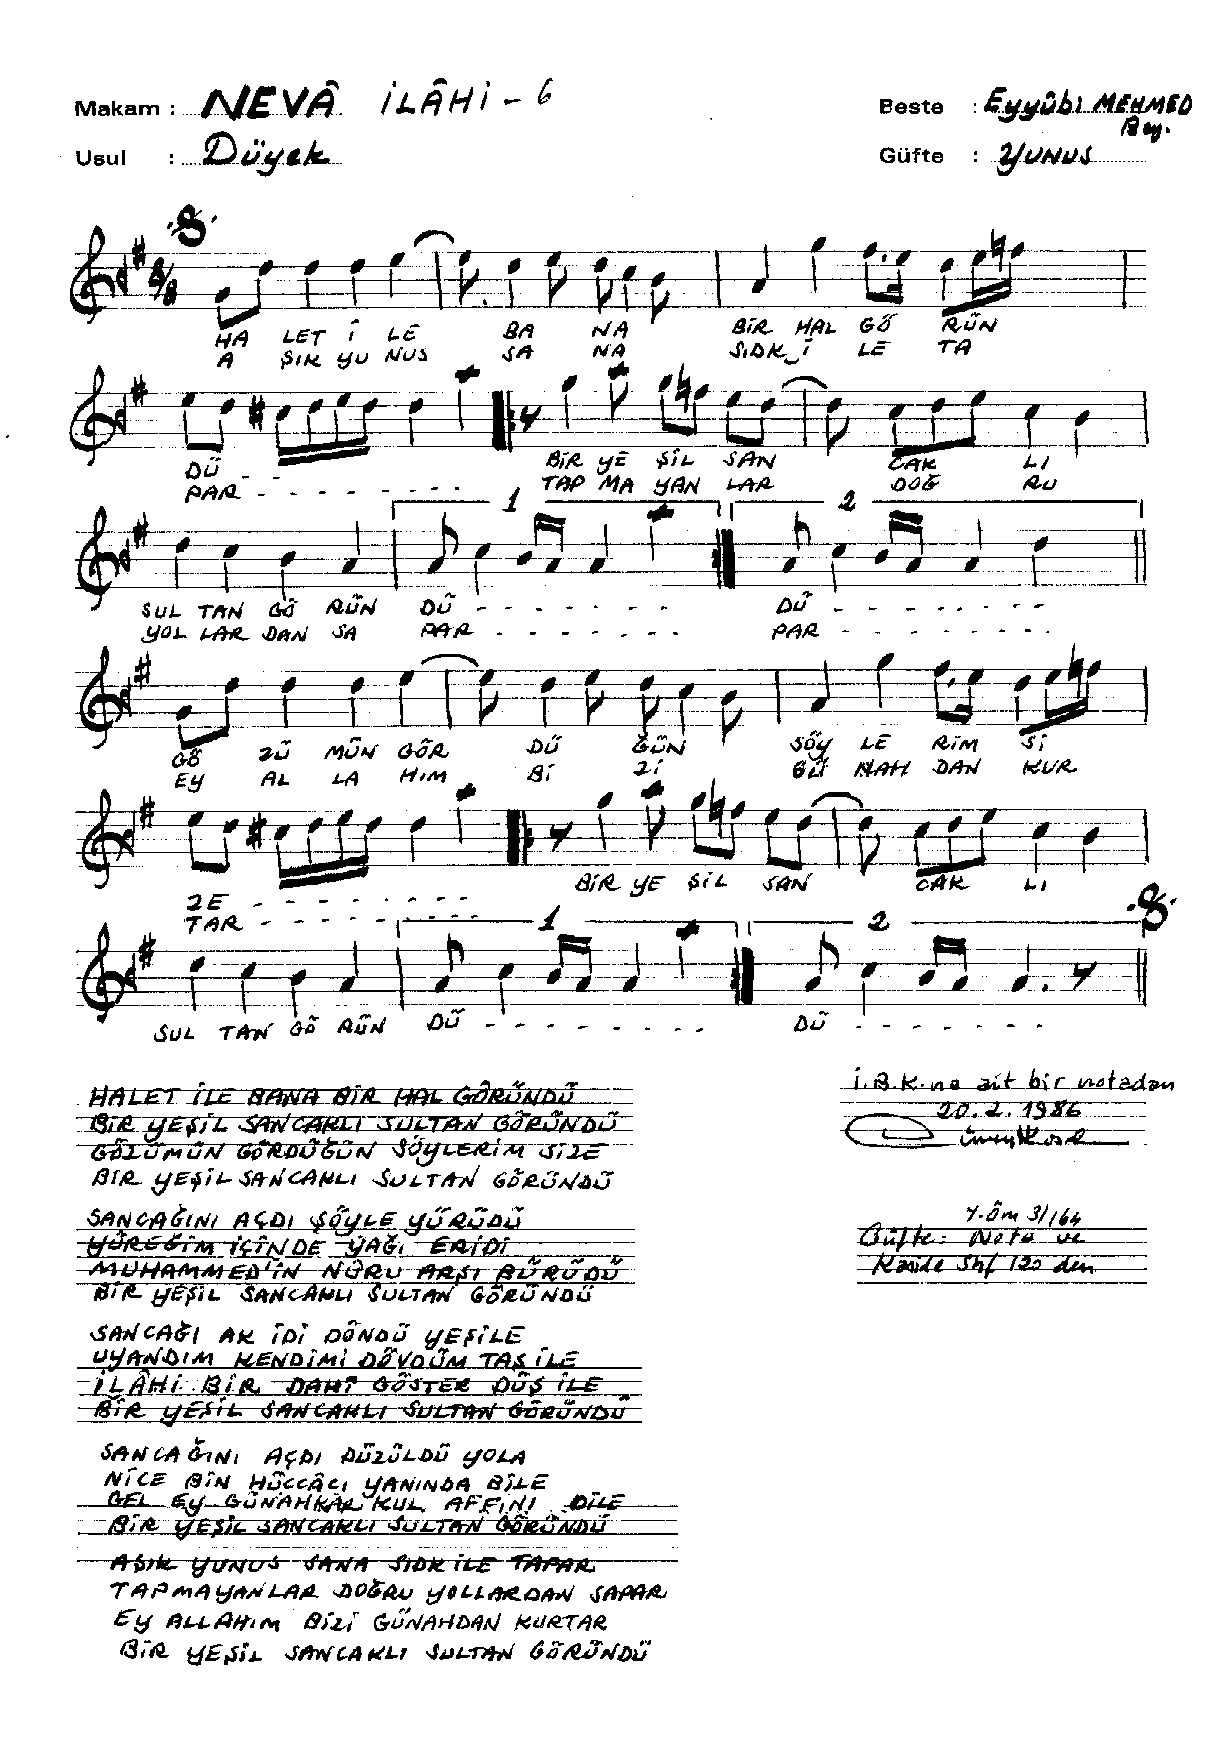 Makam : NEVÂ İLÂHİ - 6
Beste : Eyyûbi MEHMED Bey.
Usul : Düyek
Güfte : YUNUS
8/8
HA LET İ LE BA NA BİR HAL GÖ RÜN
A ŞIK YU NUS SA NA SIDK İ LE TA
DÜ - - BİR YE ŞİL SAN CAK LI
PAR - - - - - - - - TAP MA YAN LAR DOĞ RU
1 2
SUL TAN GÖ RÜN DÜ - - - - - - - DÜ - - - - - - -
YOL LAR DAN SA PAR - - - - - - - PAR - - - - - - - -
GÖ ZÜ MÜN GÖR DÜ ĞÜN SÖY LE RİM Sİ
EY AL LA HIM Bİ Zİ GÜ NAH DAN KUR
ZE - - - - - - - - BİR YE ŞİL SAN CAK LI
TAR - - - - - - - -
1 2
SUL TAN GÖ RÜN DÜ - - - - - - - - DÜ - - - - - - -
HALET İLE BANA BİR HAL GÖRÜNDÜ
BİR YEŞİL SANCAKLI SULTAN GÖRÜNDÜ
GÖZÜMÜN GÖRDÜĞÜN SÖYLERİM SİZE
BİR YEŞİL SANCAKLI SULTAN GÖRÜNDÜ
İ.B.K. na ait bir notadan
20.2.1986
SANCAĞINI AÇDI ŞÖYLE YÜRÜDÜ
YÜREĞİM İÇİNDE YAĞI ERİDİ
MUHAMMED'İN NÛRU ARŞI BÜRÜDÜ
BİR YEŞİL SANCAKLI SULTAN GÖRÜNDÜ
Y. Öm 3/164
Güfte: Nota ve
Kaside Shf 120 den
SANCAĞI AK İDİ DÖNDÜ YEŞİLE
UYANDIM KENDİMİ DÖVDÜM TAŞ İLE
İLÂHİ BİR DAHÎ GÖSTER DÜŞ İLE
BİR YEŞİL SANCAKLI SULTAN GÖRÜNDÜ
SANCAĞINI AÇDI DÜZÜLDÜ YOLA
NİCE BİN HÜCCÂCI YANINDA BİLE
GEL EY GÜNAHKÂR KUL AFFINI DİLE
BİR YEŞİL SANCAKLI SULTAN GÖRÜNDÜ
AŞIK YUNUS SANA SIDK İLE TAPAR
TAPMAYANLAR DOĞRU YOLLARDAN SAPAR
EY ALLAHIM BİZİ GÜNAHDAN KURTAR
BİR YEŞİL SANCAKLI SULTAN GÖRÜNDÜ